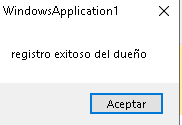 WindowsApplication1
registro exitoso del dueño
Aceptar